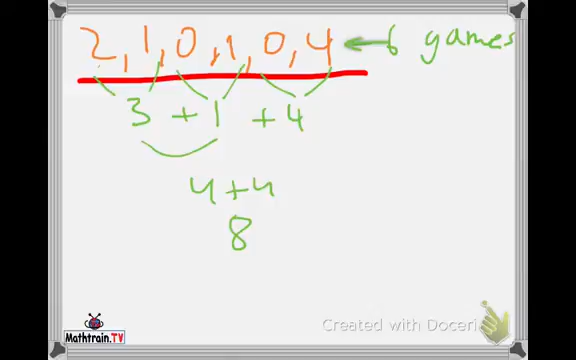 2, 1, 0, 1, 0, 4 ← 6 games
3 + 1 + 4
4 + 4
8
Created with Doceri
Mathtrain.TV